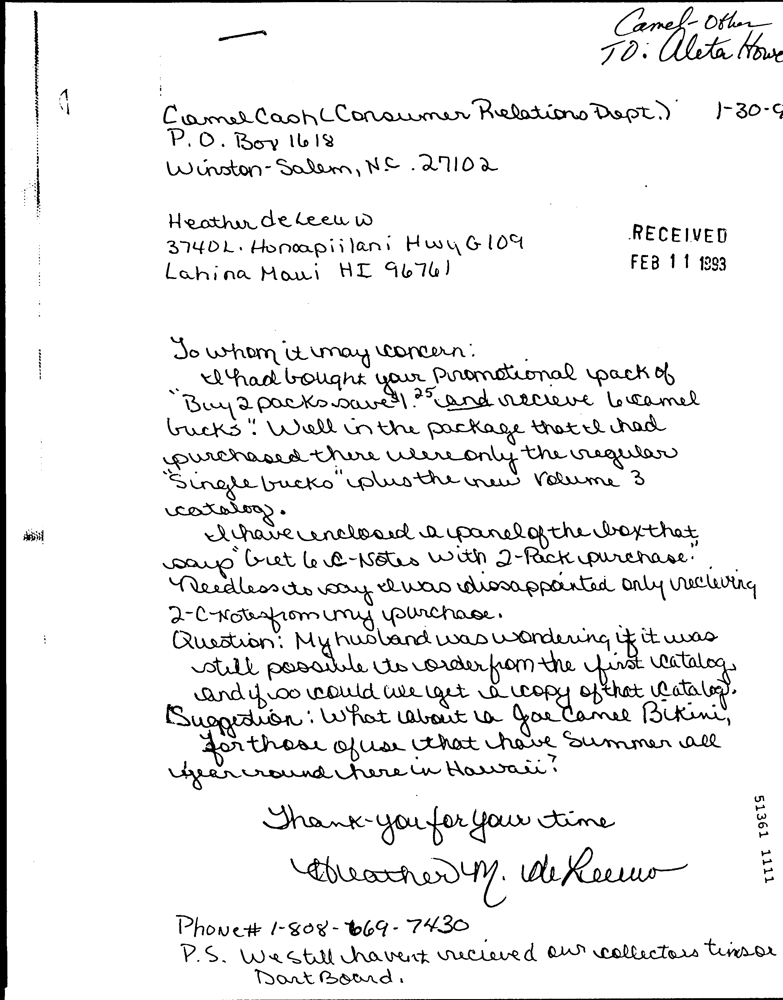 Camel-Other
TO: Aleta Howe
Camel Cash (Consumer Relations Dept.) 1-30-9
P.O. Box 1618
Winston-Salem, N.C. 27102
Heather de Leeuw
3740 L. Honoapiilani Hwy G109
Lahina Maui HI 96761
RECEIVED
FEB 11 1993
To whom it may concern:
I had bought your promotional pack of
"Buy 2 packs save $1.25 and recieve 6 camel
bucks". Well in the package that I had
purchased there were only the regular
"Single bucks" plus the new Volume 3
catalog.
I have enclosed a panel of the box that
says "Get 6 C-Notes with 2-Pack purchase."
Needless to say I was dissappointed only recieving
2-C-Notes from my purchase.
Question: My husband was wondering if it was
still possible to order from the first catalog,
and if so could we get a copy of that catalog.
Suggestion: What about a Joe Camel Bikini,
for those of use that have Summer all
year round here in Hawaii?
Thank-you for your time
Heather M. de Leeuw
Phone# 1-808-669-7430
P.S. We still havent recieved our collectors tins or
Dart Board.
51361 1111